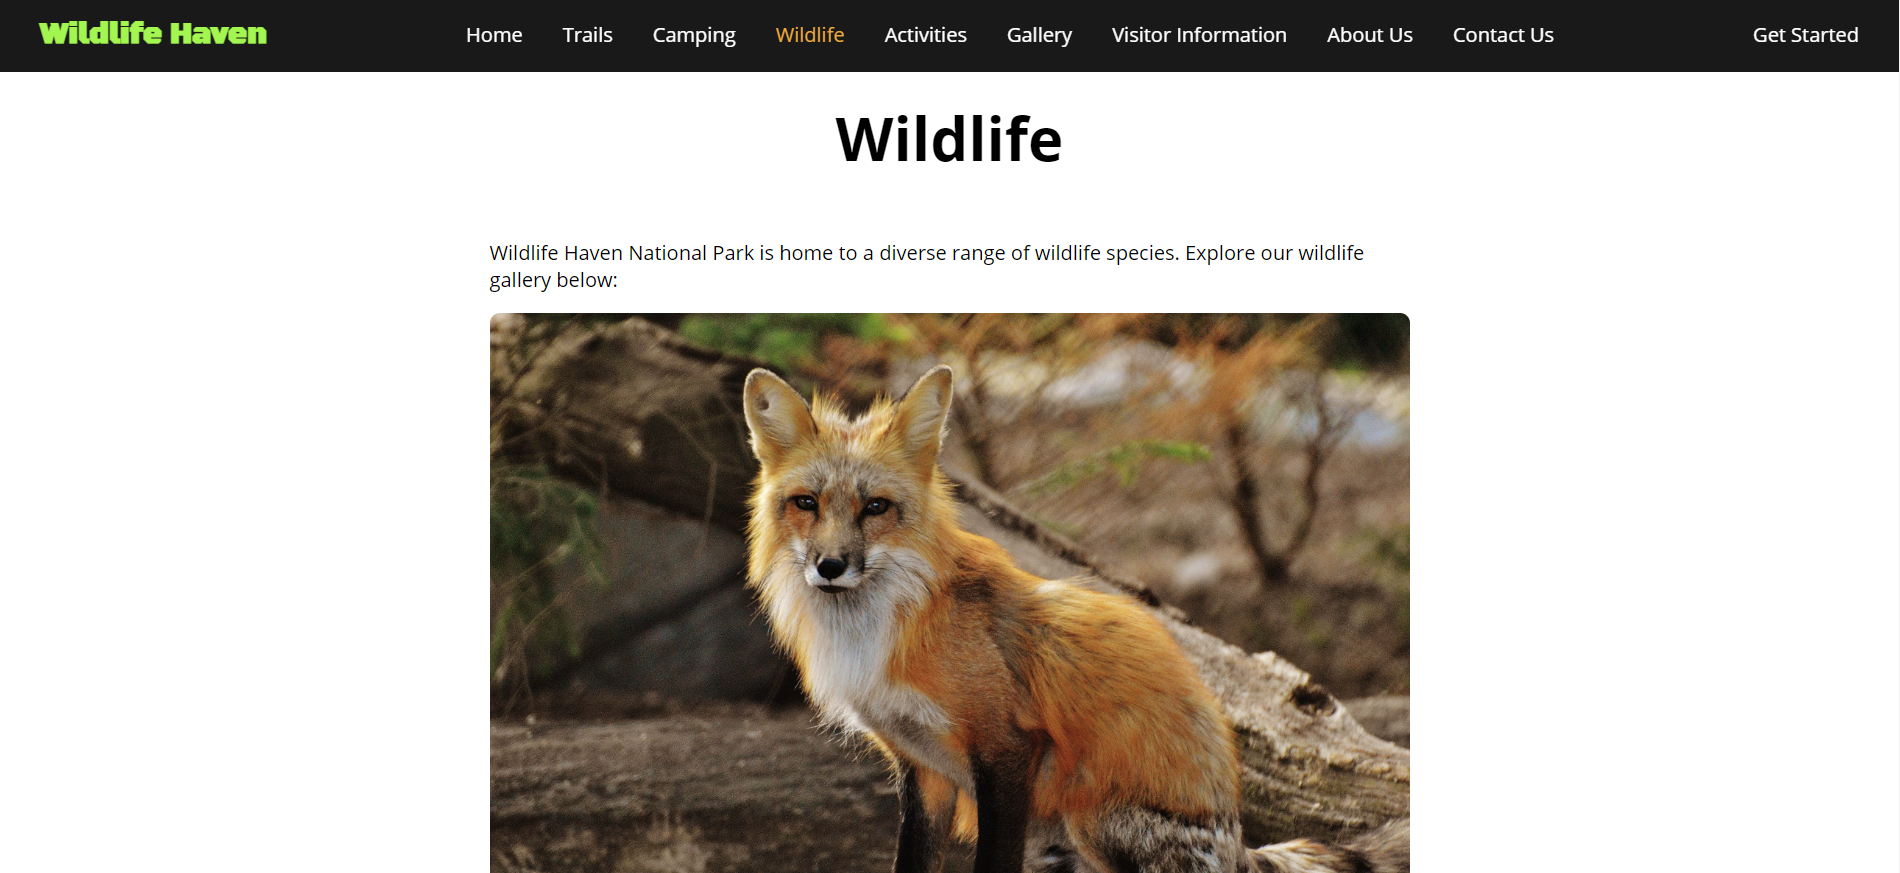 Wildlife Haven
Home Trails Camping Wildlife Activities Gallery Visitor Information About Us Contact Us Get Started
Wildlife
Wildlife Haven National Park is home to a diverse range of wildlife species. Explore our wildlife
gallery below: